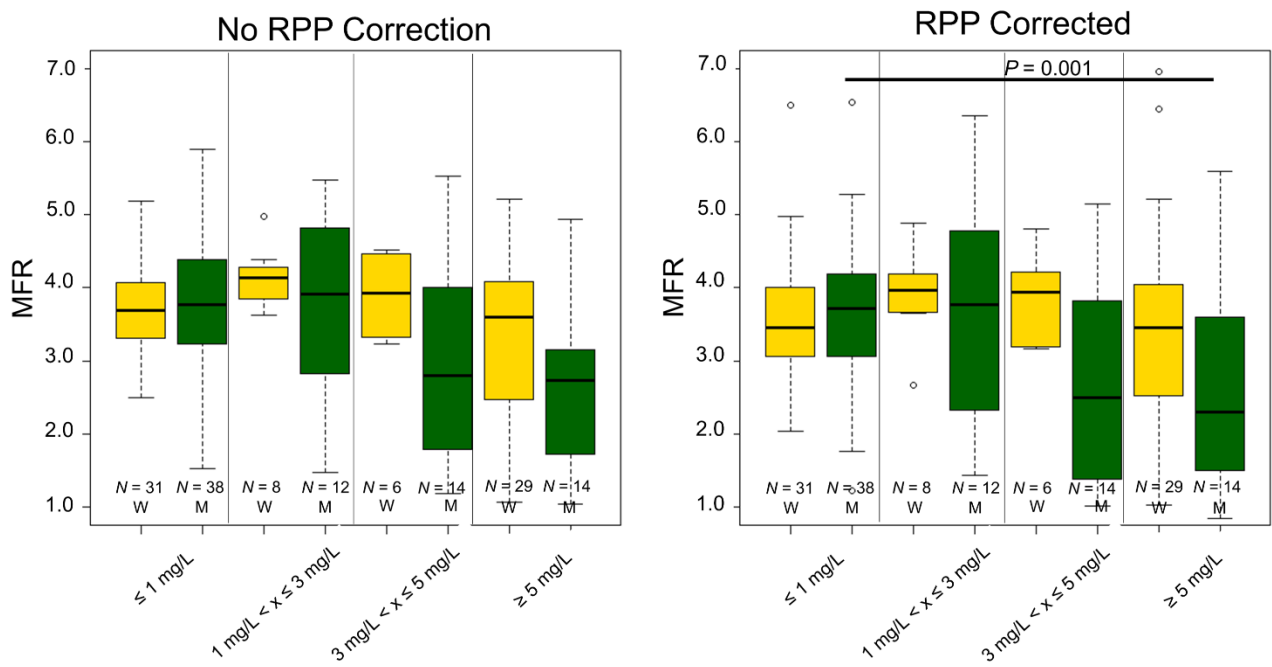 No RPP Correction
MFR
7.0
6.0
5.0
4.0
3.0
2.0
1.0
N = 31 N = 38 N = 8 N = 12 N = 6 N = 14 N = 29 N = 14
W M W M W M W M
≤ 1 mg/L
1 mg/L < x ≤ 3 mg/L
3 mg/L < x ≤ 5 mg/L
≥ 5 mg/L
RPP Corrected
P = 0.001
MFR
7.0
6.0
5.0
4.0
3.0
2.0
1.0
N = 31 N = 38 N = 8 N = 12 N = 6 N = 14 N = 29 N = 14
W M W M W M W M
≤ 1 mg/L
1 mg/L < x ≤ 3 mg/L
3 mg/L < x ≤ 5 mg/L
≥ 5 mg/L